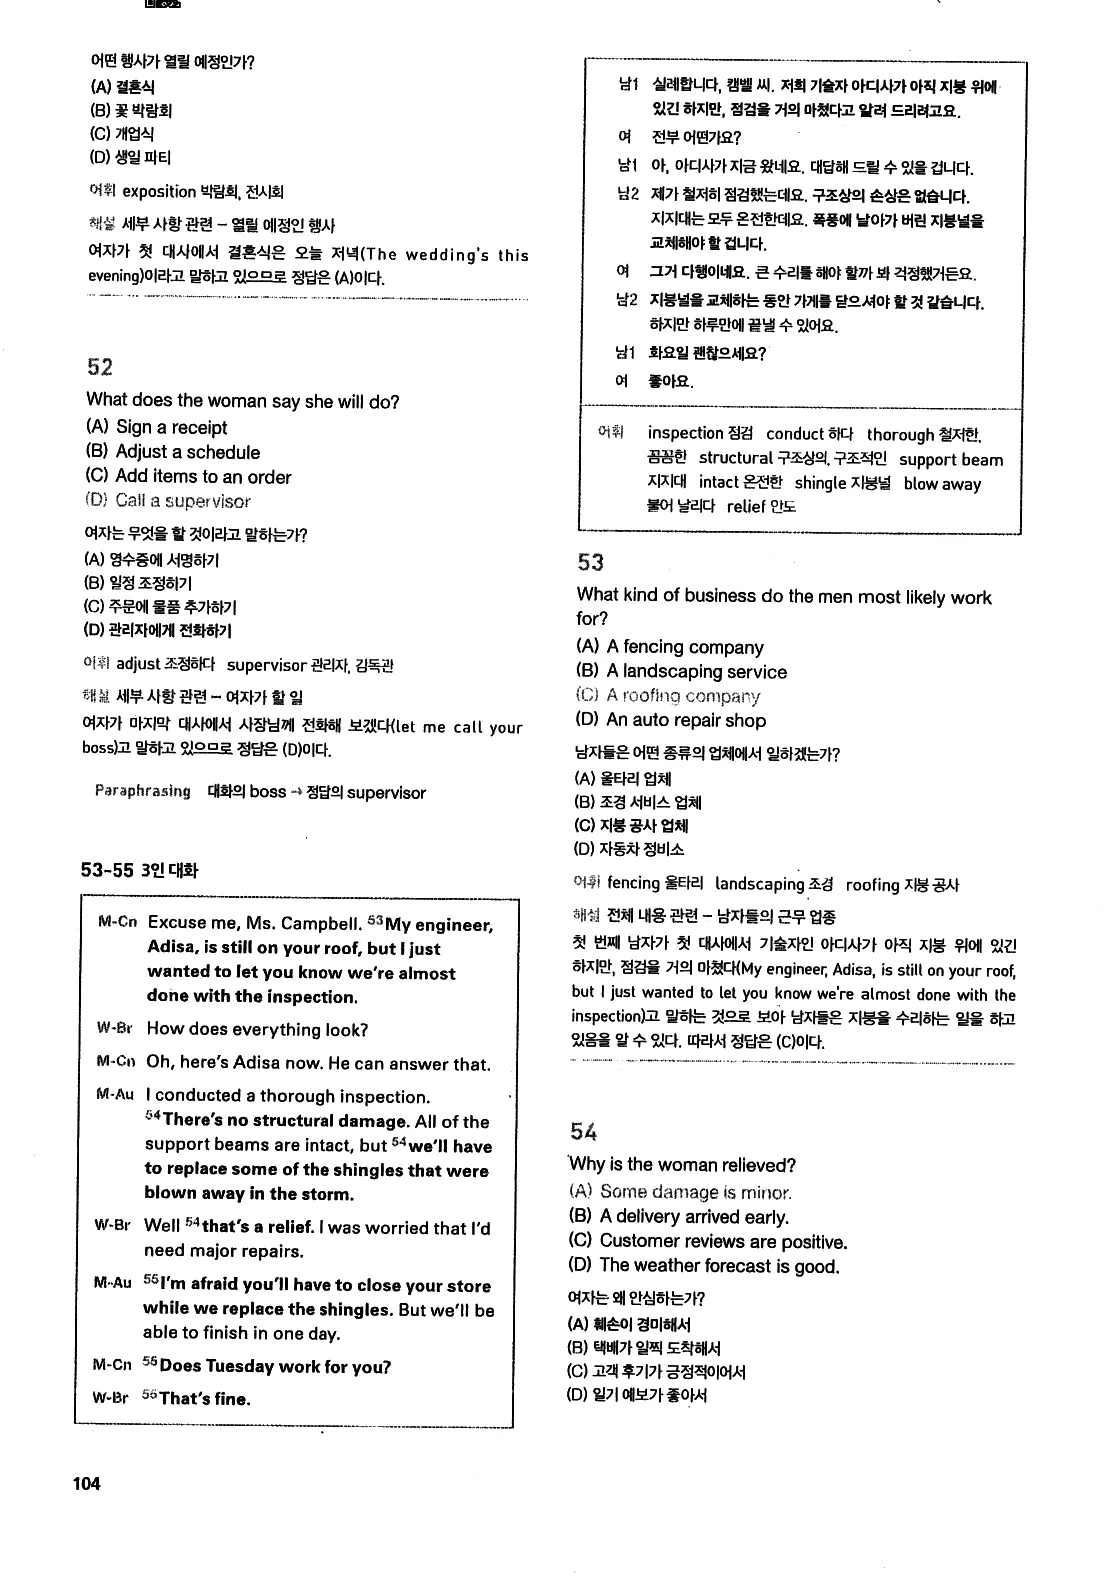 어떤 행사가 열릴 예정인가?
(A) 결혼식
(B) 꽃 박람회
(C) 개업식
(D) 생일 파티
어휘 exposition 박람회, 전시회
해설 세부 사항 관련 – 열릴 예정인 행사
여자가 첫 대사에서 결혼식은 오늘 저녁(The wedding's this
evening)이라고 말하고 있으므로 정답은 (A)이다.
52
What does the woman say she will do?
(A) Sign a receipt
(B) Adjust a schedule
(C) Add items to an order
(D) Call a supervisor
여자는 무엇을 할 것이라고 말하는가?
(A) 영수증에 서명하기
(B) 일정 조정하기
(C) 주문에 물품 추가하기
(D) 관리자에게 전화하기
어휘 adjust 조정하다 supervisor 관리자, 감독관
해설 세부 사항 관련 – 여자가 할 일
여자가 마지막 대사에서 사장님께 전화해 보겠다(let me call your
boss)고 말하고 있으므로 정답은 (D)이다.
Paraphrasing 대화의 boss → 정답의 supervisor
53-55 3인 대화
M-Cn Excuse me, Ms. Campbell. 53My engineer,
Adisa, is still on your roof, but I just
wanted to let you know we're almost
done with the inspection.
W-Br How does everything look?
M-Cn Oh, here's Adisa now. He can answer that.
M-Au I conducted a thorough inspection.
54There's no structural damage. All of the
support beams are intact, but 54we'll have
to replace some of the shingles that were
blown away in the storm.
W-Br Well 54that's a relief. I was worried that I'd
need major repairs.
M-Au 55I'm afraid you'll have to close your store
while we replace the shingles. But we'll be
able to finish in one day.
M-Cn 55Does Tuesday work for you?
W-Br 55That's fine.
104
남1 실례합니다, 캠벨 씨. 저희 기술자 아디사가 아직 지붕 위에
있긴 하지만, 점검을 거의 마쳤다고 알려 드리려고요.
여 전부 어떤가요?
남1 아, 아디사가 지금 왔네요. 대답해 드릴 수 있을 겁니다.
남2 제가 철저히 점검했는데요. 구조상의 손상은 없습니다.
지지대는 모두 온전한데요. 폭풍에 날아가 버린 지붕널을
교체해야 할 겁니다.
여 그거 다행이네요. 큰 수리를 해야 할까 봐 걱정했거든요.
남2 지붕널을 교체하는 동안 가게를 닫으셔야 할 것 같습니다.
하지만 하루만에 끝낼 수 있어요.
남1 화요일 괜찮으세요?
여 좋아요.
어휘 inspection 점검 conduct 하다 thorough 철저한,
꼼꼼한 structural 구조상의, 구조적인 support beam
지지대 intact 온전한 shingle 지붕널 blow away
불어 날리다 relief 안도
53
What kind of business do the men most likely work
for?
(A) A fencing company
(B) A landscaping service
(C) A roofing company
(D) An auto repair shop
남자들은 어떤 종류의 업체에서 일하겠는가?
(A) 울타리 업체
(B) 조경 서비스 업체
(C) 지붕 공사 업체
(D) 자동차 정비소
어휘 fencing 울타리 landscaping 조경 roofing 지붕 공사
해설 전체 내용 관련 – 남자들의 근무 업종
첫 번째 남자가 첫 대사에서 기술자인 아디사가 아직 지붕 위에 있긴
하지만, 점검을 거의 마쳤다(My engineer, Adisa, is still on your roof,
but I just wanted to let you know we're almost done with the
inspection)고 말하는 것으로 보아 남자들은 지붕을 수리하는 일을 하고
있음을 알 수 있다. 따라서 정답은 (C)이다.
54
Why is the woman relieved?
(A) Some damage is minor.
(B) A delivery arrived early.
(C) Customer reviews are positive.
(D) The weather forecast is good.
여자는 왜 안심하는가?
(A) 훼손이 경미해서
(B) 택배가 일찍 도착해서
(C) 고객 후기가 긍정적이어서
(D) 일기 예보가 좋아서